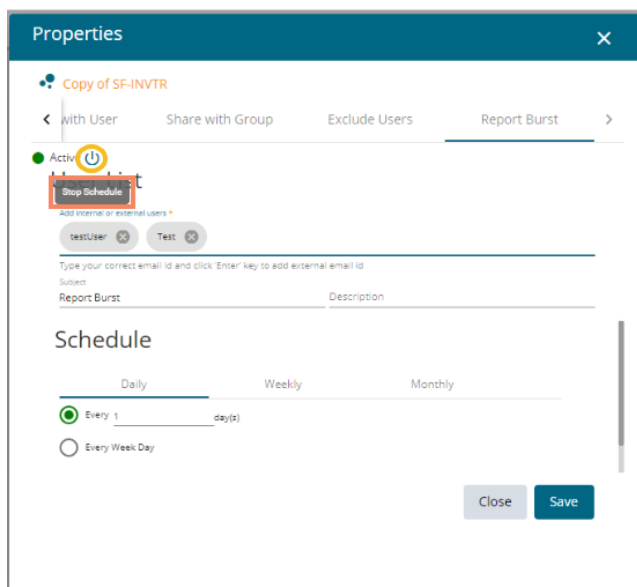 Properties
Copy of SF-INVTR
with User Share with Group Exclude Users Report Burst
Active
List
Stop Schedule
Add internal or external users *
testUser Test
Type your correct email id and click 'Enter' key to add external email id
Subject
Report Burst Description
Schedule
Daily Weekly Monthly
Every 1 day(s)
Every Week Day
Close Save